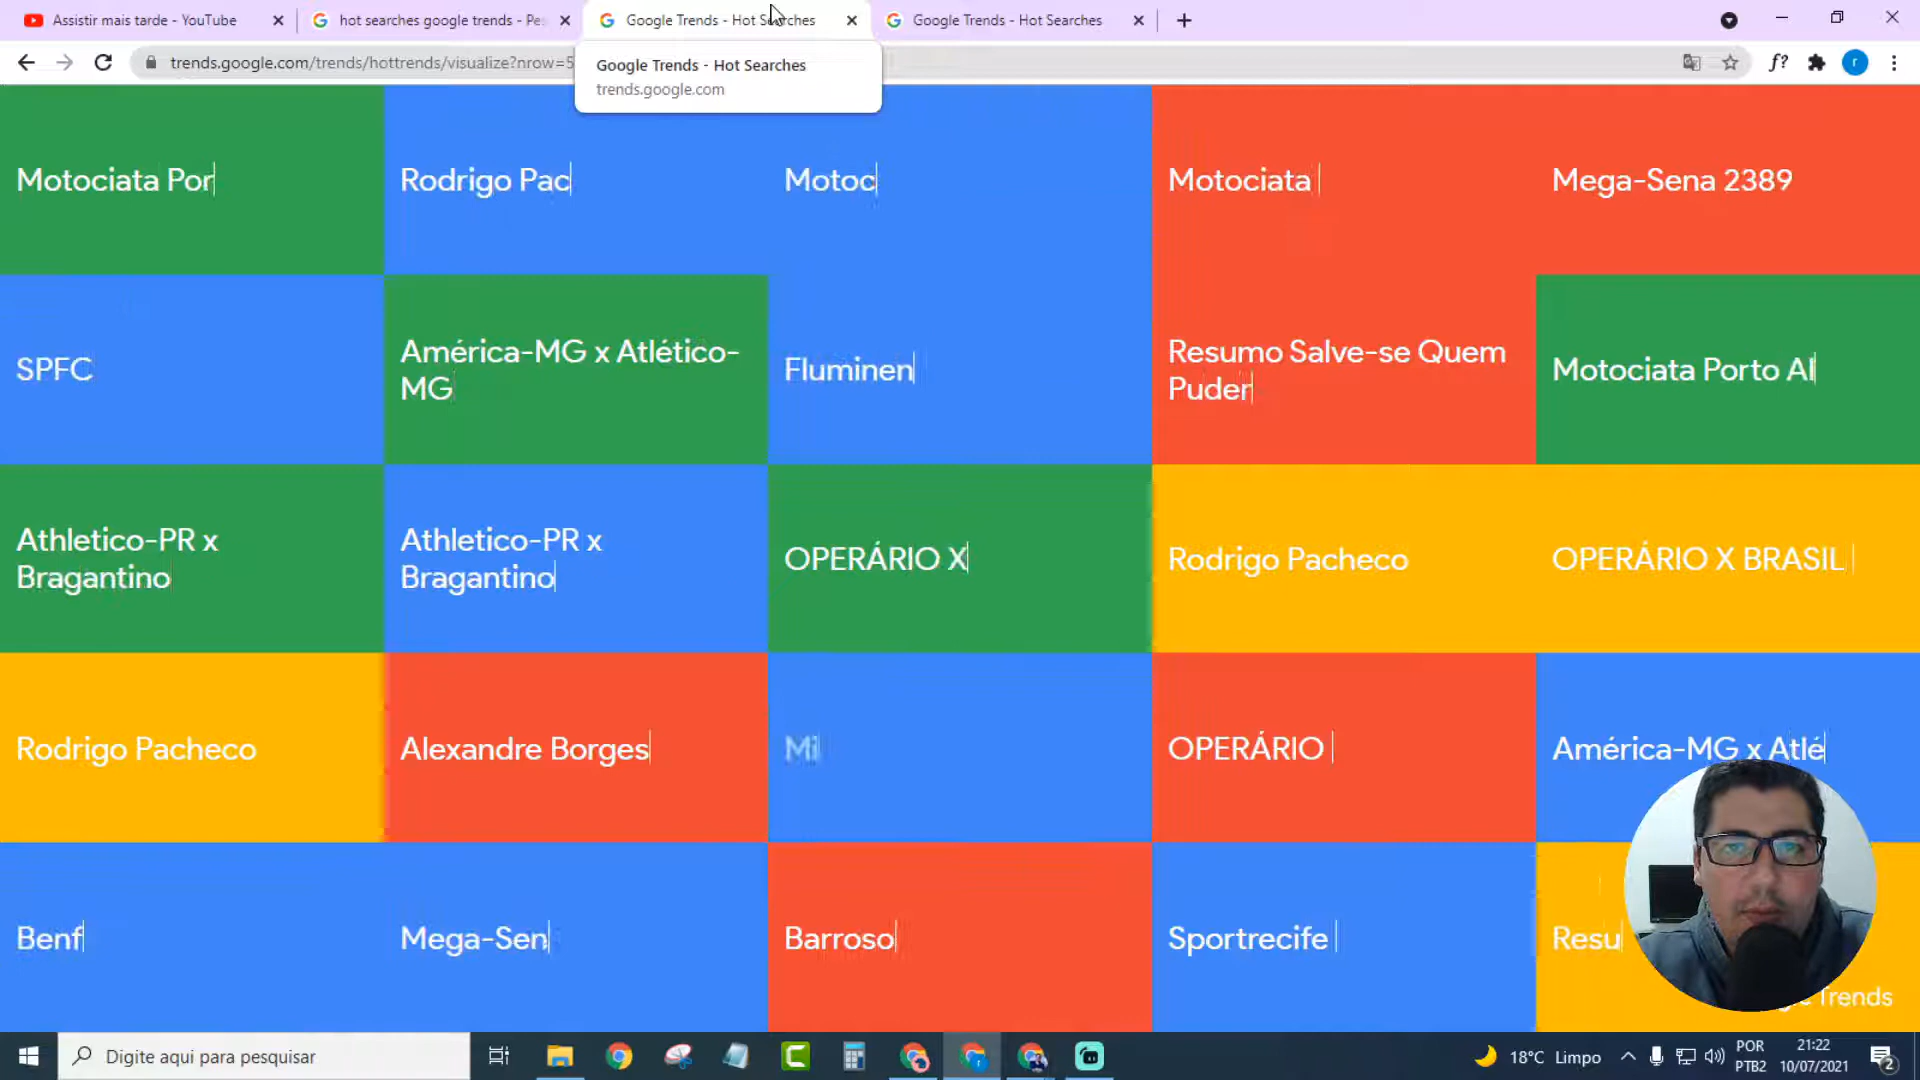 Assistir mais tarde - YouTube
hot searches google trends - Pe
Google Trends - Hot Searches
Google Trends - Hot Searches
trends.google.com/trends/hottrends/visualize?nrow=5
Google Trends - Hot Searches
trends.google.com
f?
r
Motociata Por
Rodrigo Pac
Motoc
Motociata
Mega-Sena 2389
SPFC
América-MG x Atlético-
MG
Fluminen
Resumo Salve-se Quem
Puder
Motociata Porto Al
Athletico-PR x
Bragantino
Athletico-PR x
Bragantino
OPERÁRIO X
Rodrigo Pacheco
OPERÁRIO X BRASIL
Rodrigo Pacheco
Alexandre Borges
Mi
OPERÁRIO
América-MG x Atlé
Benf
Mega-Sen
Barroso
Sportrecife
Resu
Trends
Digite aqui para pesquisar
18°C Limpo
POR
PTB2
21:22
10/07/2021
2